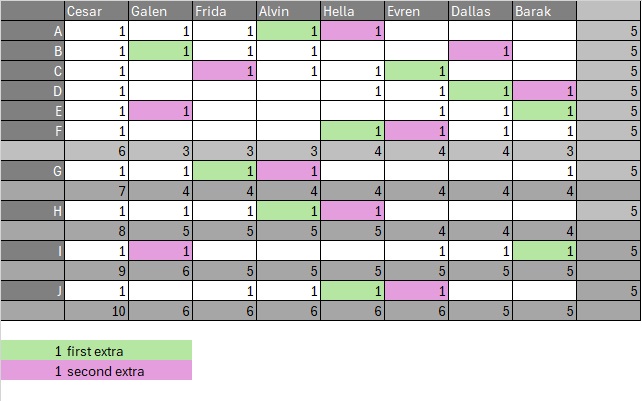 Cesar Galen Frida Alvin Hella Evren Dallas Barak
A 1 1 1 1 1 5
B 1 1 1 1 1 5
C 1 1 1 1 1 5
D 1 1 1 1 1 5
E 1 1 1 1 1 5
F 1 1 1 1 1 5
6 3 3 3 4 4 4 3
G 1 1 1 1 1 5
7 4 4 4 4 4 4 4
H 1 1 1 1 1 5
8 5 5 5 5 4 4 4
I 1 1 1 1 1 5
9 6 5 5 5 5 5 5
J 1 1 1 1 1 5
10 6 6 6 6 6 5 5
1 first extra
1 second extra